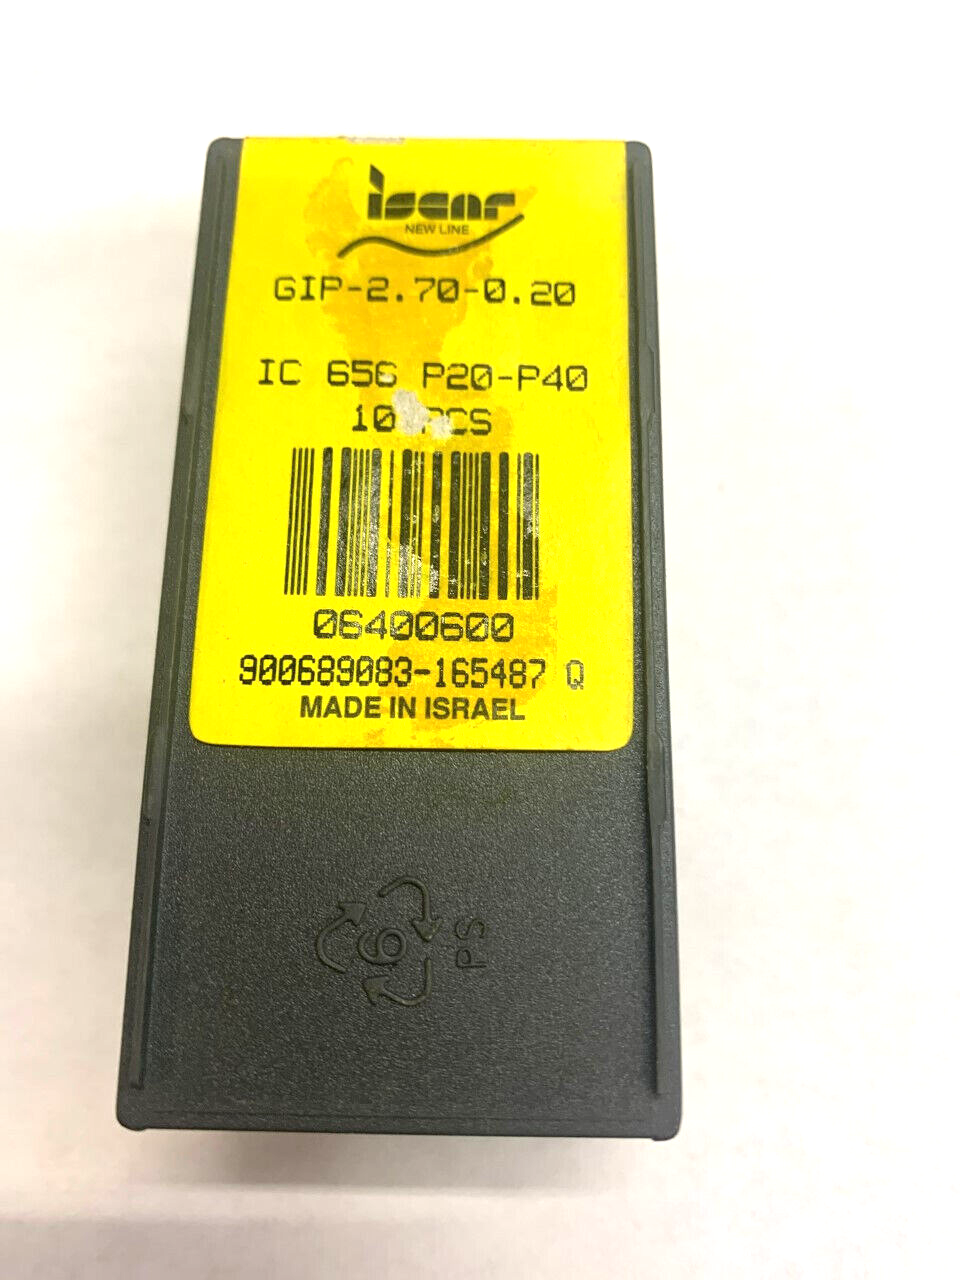 iscar
NEW LINE
GIP-2.70-0.20
IC 656 P20-P40
10 PCS
06400600
900689083-165487 Q
MADE IN ISRAEL
6
PS